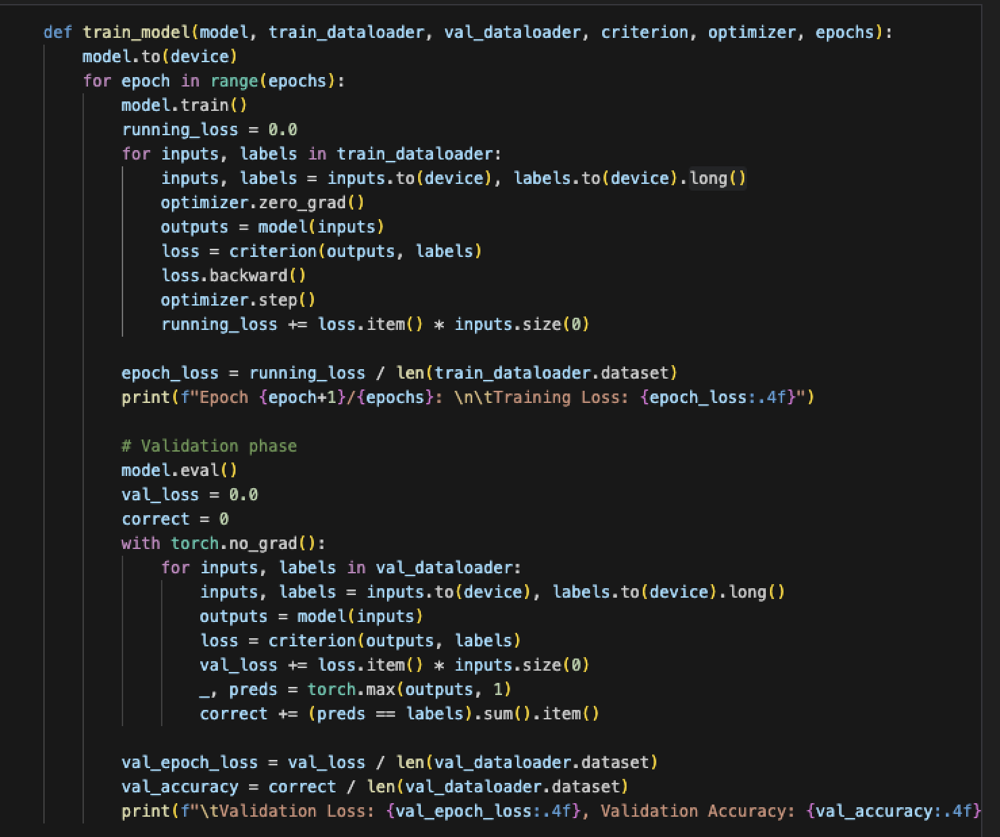 def train_model(model, train_dataloader, val_dataloader, criterion, optimizer, epochs):
    model.to(device)
    for epoch in range(epochs):
        model.train()
        running_loss = 0.0
        for inputs, labels in train_dataloader:
            inputs, labels = inputs.to(device), labels.to(device).long()
            optimizer.zero_grad()
            outputs = model(inputs)
            loss = criterion(outputs, labels)
            loss.backward()
            optimizer.step()
            running_loss += loss.item() * inputs.size(0)

        epoch_loss = running_loss / len(train_dataloader.dataset)
        print(f"Epoch {epoch+1}/{epochs}: \n\tTraining Loss: {epoch_loss:.4f}")

        # Validation phase
        model.eval()
        val_loss = 0.0
        correct = 0
        with torch.no_grad():
            for inputs, labels in val_dataloader:
                inputs, labels = inputs.to(device), labels.to(device).long()
                outputs = model(inputs)
                loss = criterion(outputs, labels)
                val_loss += loss.item() * inputs.size(0)
                _, preds = torch.max(outputs, 1)
                correct += (preds == labels).sum().item()

        val_epoch_loss = val_loss / len(val_dataloader.dataset)
        val_accuracy = correct / len(val_dataloader.dataset)
        print(f"\tValidation Loss: {val_epoch_loss:.4f}, Validation Accuracy: {val_accuracy:.4f}